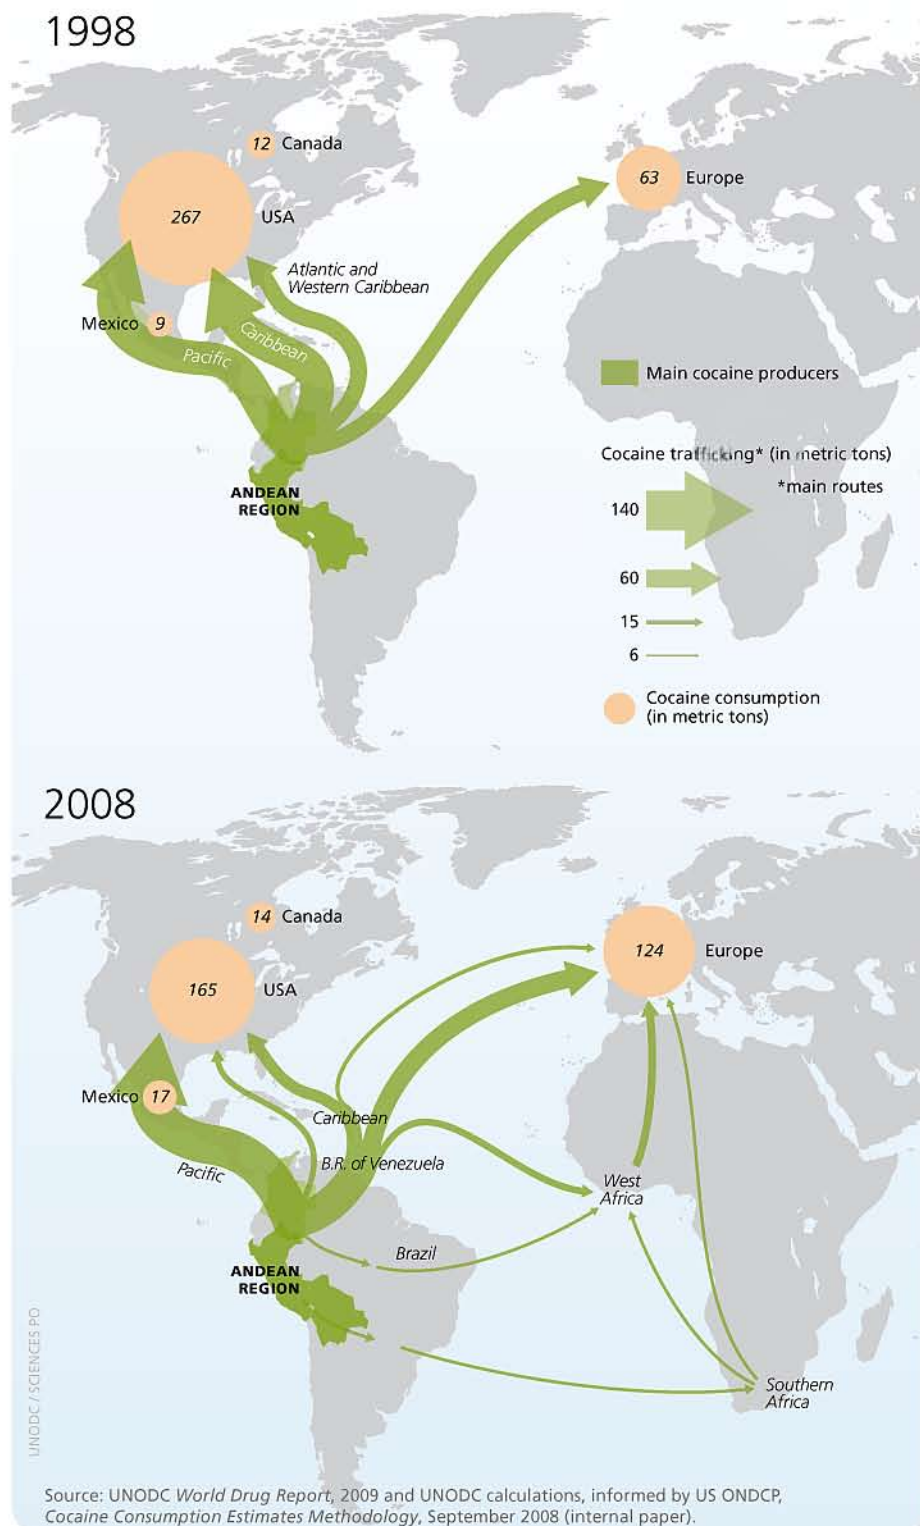 1998
12 Canada
267 USA
63 Europe
Atlantic and
Western Caribbean
Mexico 9
Caribbean
Pacific
Main cocaine producers
Cocaine trafficking* (in metric tons)
*main routes
ANDEAN
REGION
140
60
15
6
Cocaine consumption
(in metric tons)
2008
14 Canada
124 Europe
165 USA
Mexico 17
Caribbean
Pacific
B.R. of Venezuela
West
Africa
Brazil
ANDEAN
REGION
Southern
Africa
UNODC / SCIENCES PO
Source: UNODC World Drug Report, 2009 and UNODC calculations, informed by US ONDCP,
Cocaine Consumption Estimates Methodology, September 2008 (internal paper).